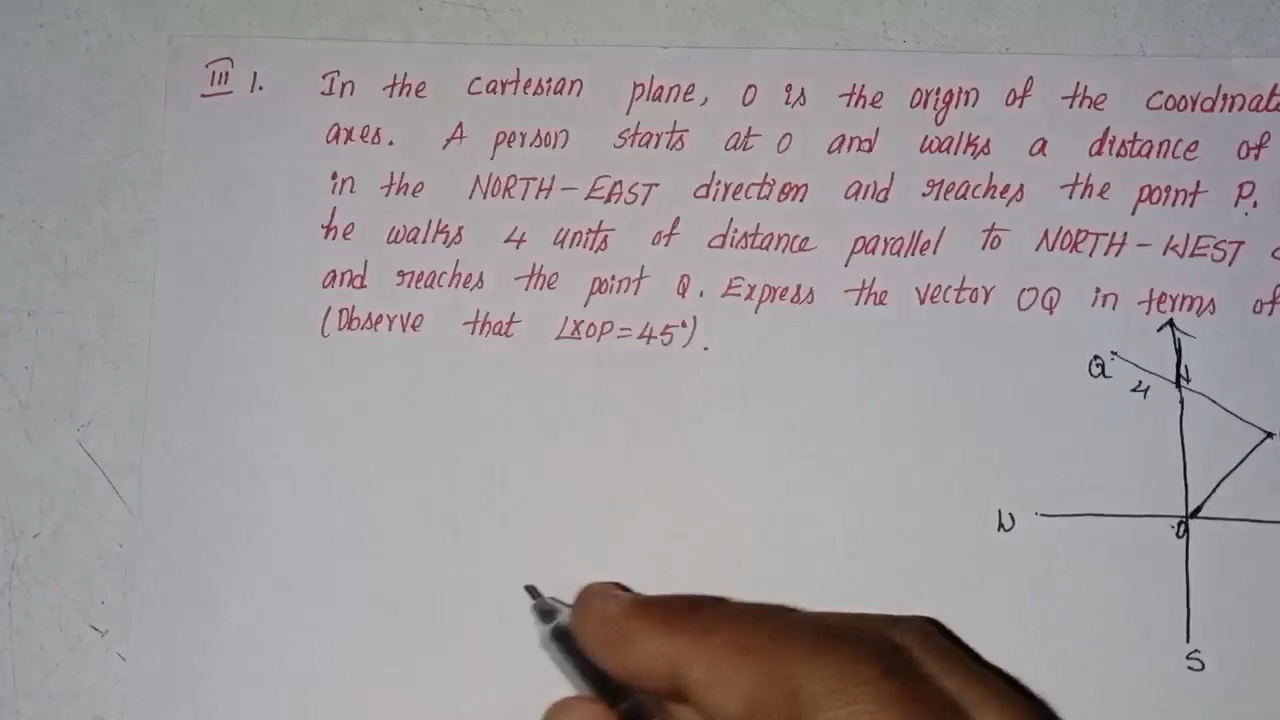 III 1. In the cartesian plane, O is the origin of the coordinat
axes. A person starts at O and walks a distance of
in the NORTH-EAST direction and reaches the point P.
he walks 4 units of distance parallel to NORTH-WEST
and reaches the point Q. Express the vector OQ in terms of
(Observe that ∠XOP=45°).
Q
4
O
S